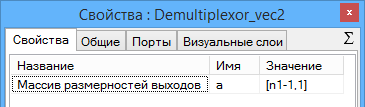 Свойства : Demultiplexor_vec2
Свойства Общие Порты Визуальные слои Σ
Название Имя Значение
Массив размерностей выходов a [n1-1,1]